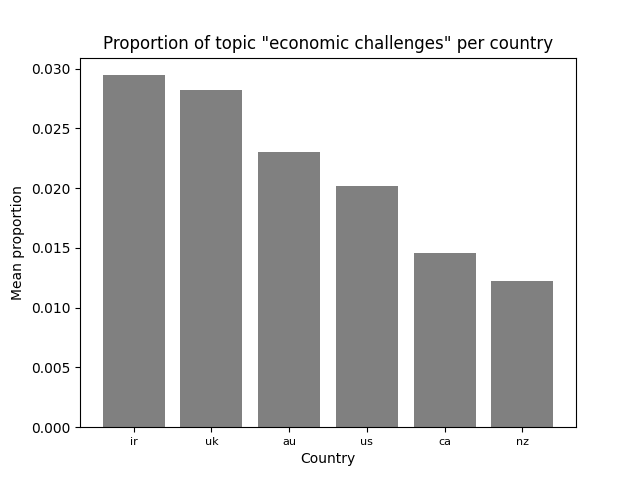 Proportion of topic "economic challenges" per country
0.030
0.025
0.020
0.015
0.010
0.005
0.000
Mean proportion
ir uk au us ca nz
Country